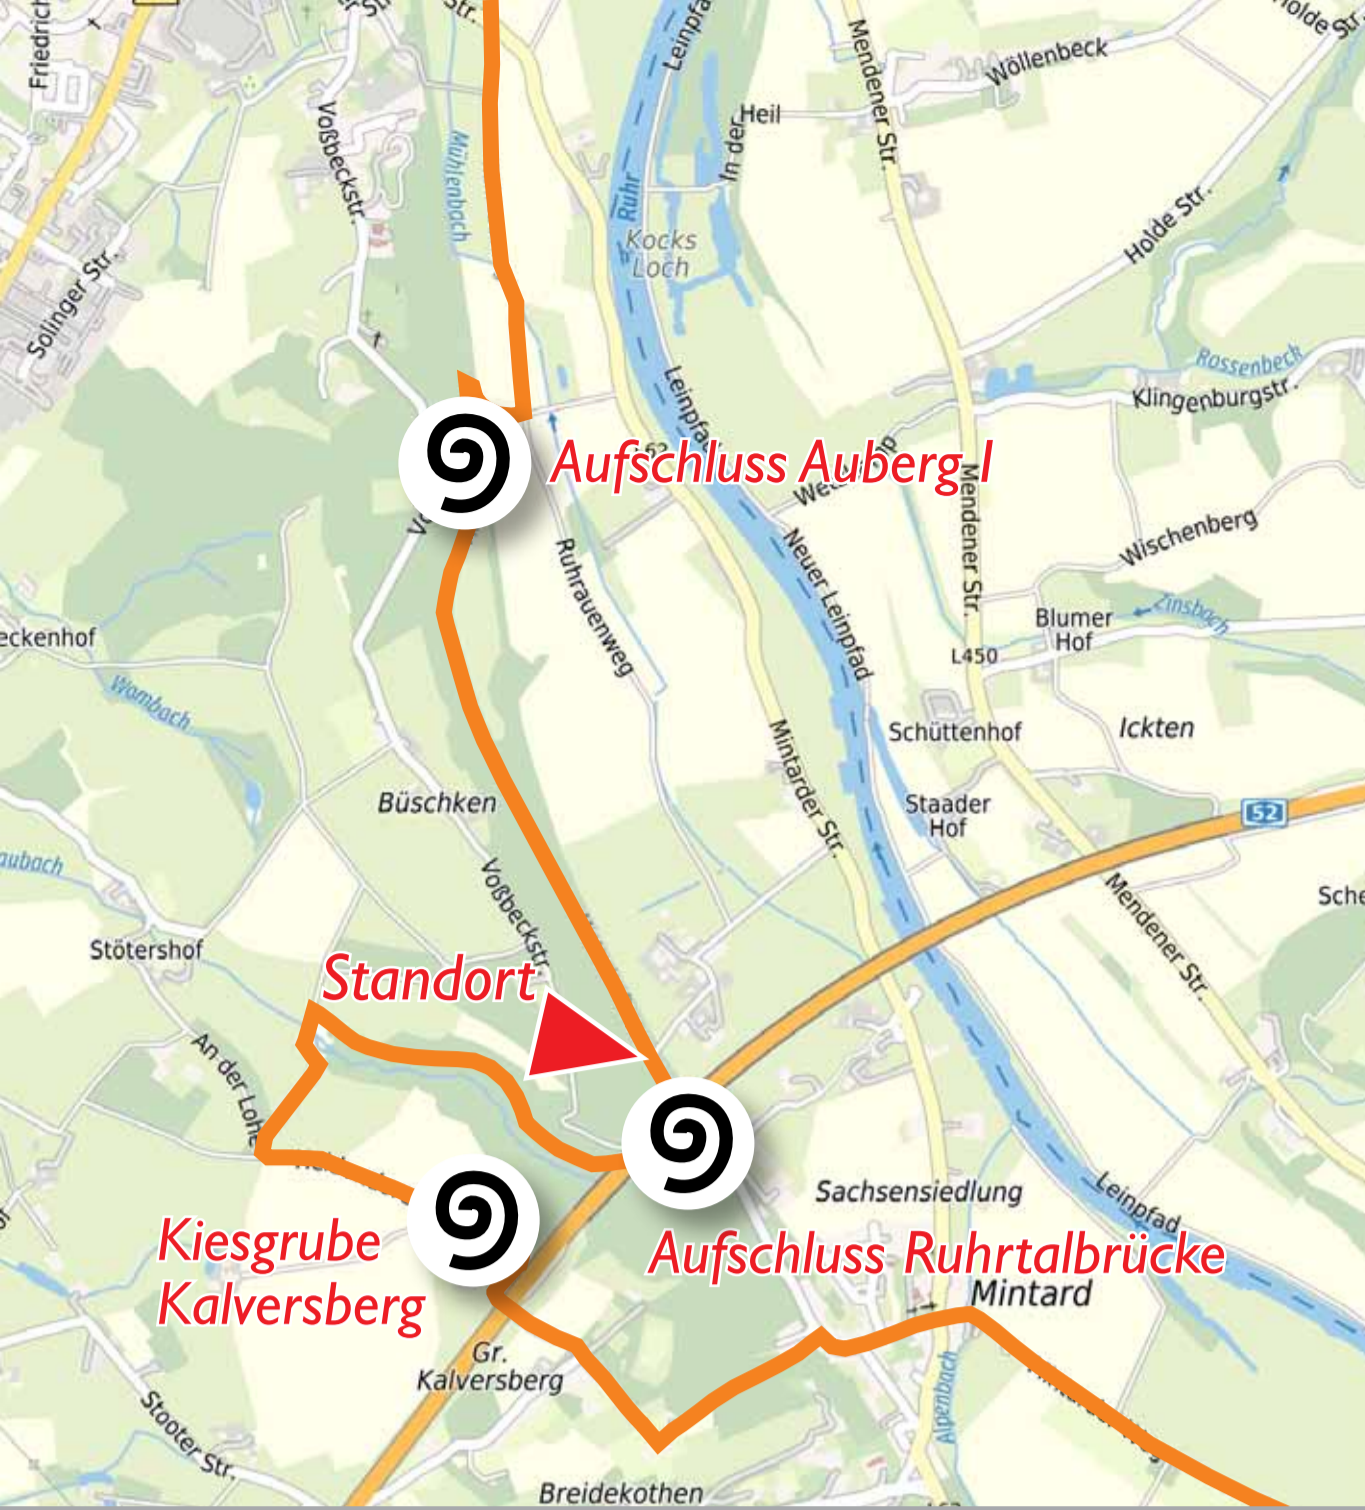 Friedrich
Str.
Leinpfa
Holde Str.
Mendener Str.
Wöllenbeck
Voßbeckstr.
Mühlenbach
In der
Heil
Ruhr
Kocks
Loch
Holde Str.
Solinger Str.
Leinpfad
Rossenbeck
Klingenburgstr.
Aufschluss Auberg I
Mendener Str.
Wischenberg
Ruhrauenweg
Neuer Leinpfad
Zinsbach
Blumer
Hof
eckenhof
L450
Wambach
Schüttenhof
Ickten
Mintarder Str.
Büschken
Staader
Hof
52
aubach
Voßbeckstr.
Mendener Str.
Sche
Stötershof
Standort
An der Lohe
Leinpfad
Sachsensiedlung
Kiesgrube
Kalversberg
Aufschluss Ruhrtalbrücke
Mintard
Gr.
Kalversberg
Alpenbach
Stooter Str.
Breidekothen